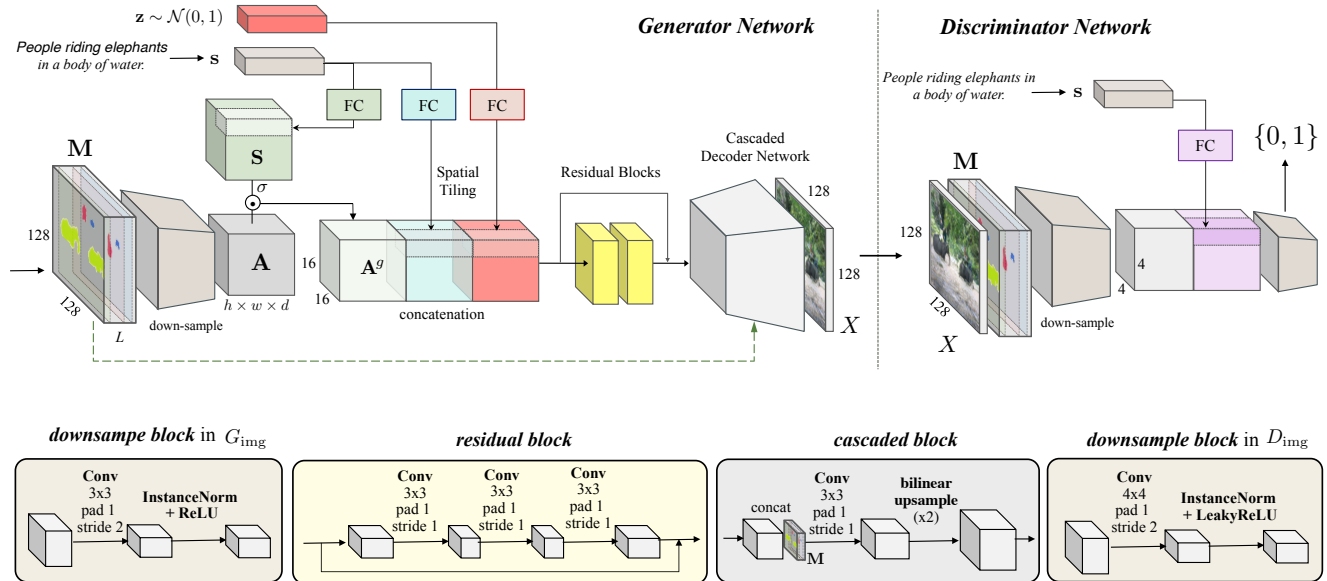 z ∼ 𝒩(0, 1)
Generator Network
Discriminator Network
People riding elephants
in a body of water.
s
FC
FC
FC
M
S
σ
Spatial
Tiling
Residual Blocks
Cascaded
Decoder Network
128
128
L
down-sample
A
h × w × d
16
16
A^g
concatenation
128
128
X
People riding elephants in
a body of water.
s
FC
{0, 1}
M
128
128
X
down-sample
4
4
downsampe block in G_img
Conv
3x3
pad 1
stride 2
InstanceNorm
+ ReLU
residual block
Conv
3x3
pad 1
stride 1
Conv
3x3
pad 1
stride 1
Conv
3x3
pad 1
stride 1
cascaded block
concat
M
Conv
3x3
pad 1
stride 1
bilinear
upsample
(x2)
downsample block in D_img
Conv
4x4
pad 1
stride 2
InstanceNorm
+ LeakyReLU